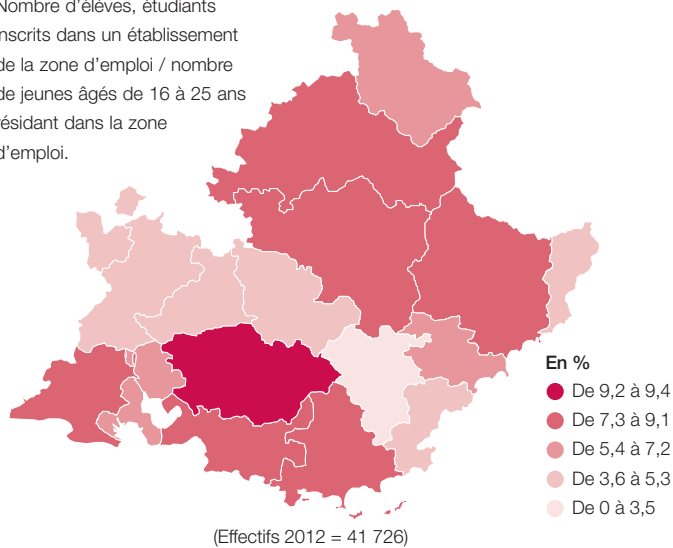 Nombre d'élèves, étudiants
inscrits dans un établissement
de la zone d'emploi / nombre
de jeunes âgés de 16 à 25 ans
résidant dans la zone
d'emploi.
En %
De 9,2 à 9,4
De 7,3 à 9,1
De 5,4 à 7,2
De 3,6 à 5,3
De 0 à 3,5
(Effectifs 2012 = 41 726)